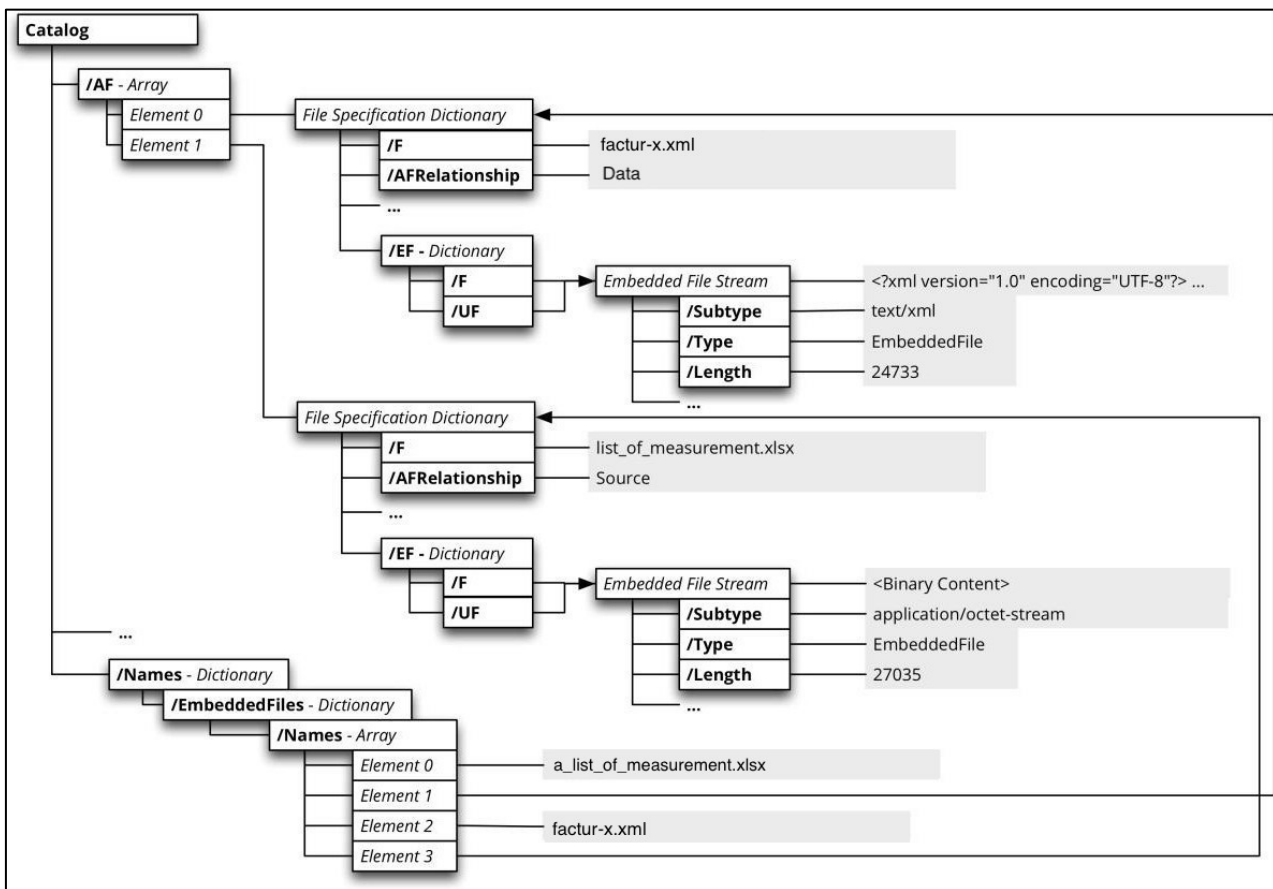 Catalog
/AF - Array
Element 0
File Specification Dictionary
Element 1
/F
factur-x.xml
/AFRelationship
Data
...
/EF - Dictionary
/F
Embedded File Stream
<?xml version="1.0" encoding="UTF-8"?> ...
/UF
/Subtype
text/xml
/Type
EmbeddedFile
/Length
24733
...
File Specification Dictionary
/F
list_of_measurement.xlsx
/AFRelationship
Source
...
/EF - Dictionary
/F
Embedded File Stream
<Binary Content>
/UF
/Subtype
application/octet-stream
...
/Type
EmbeddedFile
/Names - Dictionary
/Length
27035
/EmbeddedFiles - Dictionary
...
/Names - Array
Element 0
a_list_of_measurement.xlsx
Element 1
Element 2
factur-x.xml
Element 3